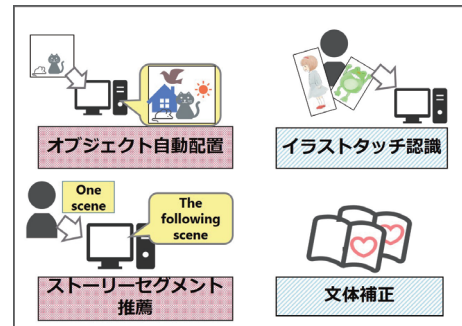 オブジェクト自動配置
イラストタッチ認識
One
scene
The
following
scene
ストーリーセグメント
推薦
文体補正